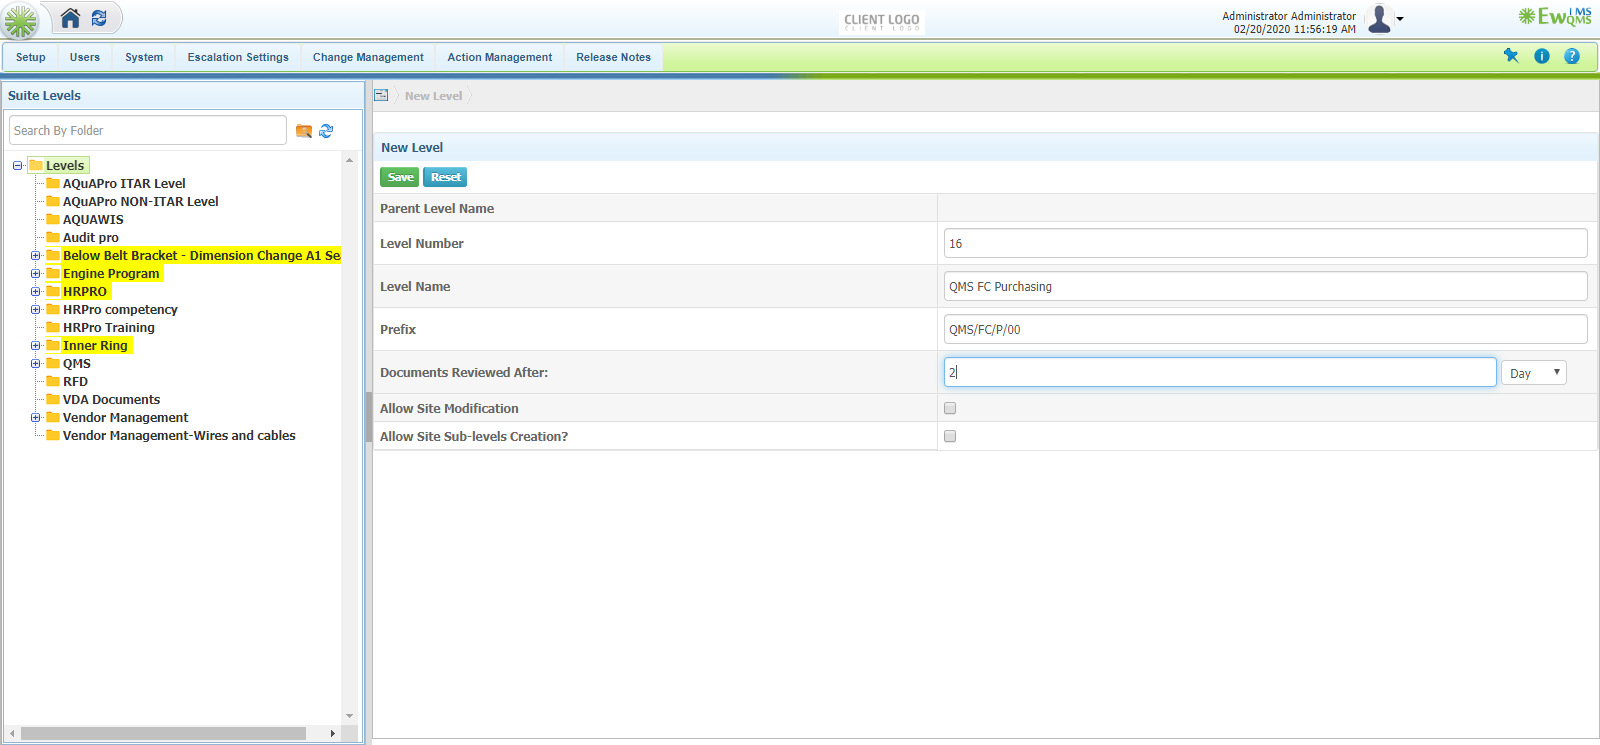 CLIENT LOGO
CLIENT LOGO
Administrator Administrator
02/20/2020 11:56:19 AM
EwQMS
IMS
Setup Users System Escalation Settings Change Management Action Management Release Notes
Suite Levels
New Level
Search By Folder
New Level
Save Reset
Levels
AQuAPro ITAR Level
AQuAPro NON-ITAR Level
AQUAWIS
Audit pro
Below Belt Bracket - Dimension Change A1 Se
Engine Program
HRPRO
HRPro competency
HRPro Training
Inner Ring
QMS
RFD
VDA Documents
Vendor Management
Vendor Management-Wires and cables
Parent Level Name
Level Number 16
Level Name QMS FC Purchasing
Prefix QMS/FC/P/00
Documents Reviewed After: 2 Day
Allow Site Modification
Allow Site Sub-levels Creation?